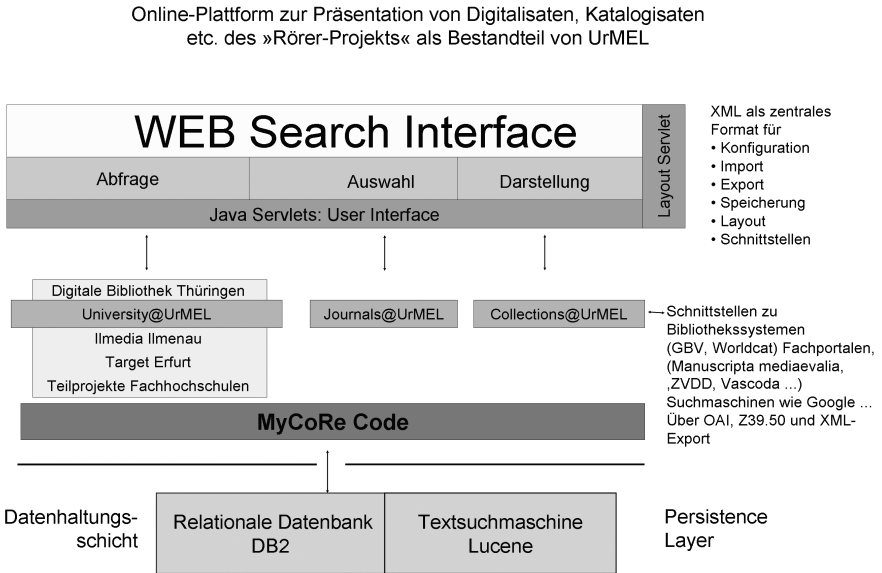 Online-Plattform zur Präsentation von Digitalisaten, Katalogisaten
etc. des »Rörer-Projekts« als Bestandteil von UrMEL
WEB Search Interface
Abfrage
Auswahl
Darstellung
Java Servlets: User Interface
Layout Servlet
XML als zentrales
Format für
• Konfiguration
• Import
• Export
• Speicherung
• Layout
• Schnittstellen
Digitale Bibliothek Thüringen
University@UrMEL
Ilmedia Ilmenau
Target Erfurt
Teilprojekte Fachhochschulen
Journals@UrMEL
Collections@UrMEL
Schnittstellen zu
Bibliothekssystemen
(GBV, Worldcat) Fachportalen,
(Manuscripta mediaevalia,
,ZVDD, Vascoda ...)
Suchmaschinen wie Google ...
Über OAI, Z39.50 und XML-
Export
MyCoRe Code
Datenhaltungs-
schicht
Relationale Datenbank
DB2
Textsuchmaschine
Lucene
Persistence
Layer